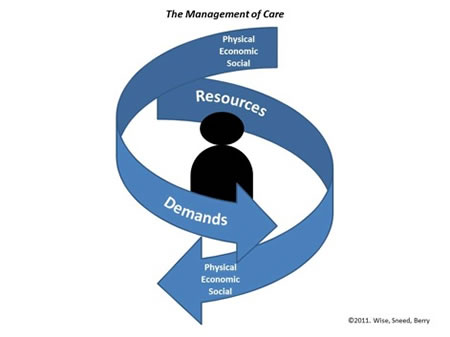 The Management of Care
Physical
Economic
Social
Resources
Demands
Physical
Economic
Social
©2011. Wise, Sneed, Berry